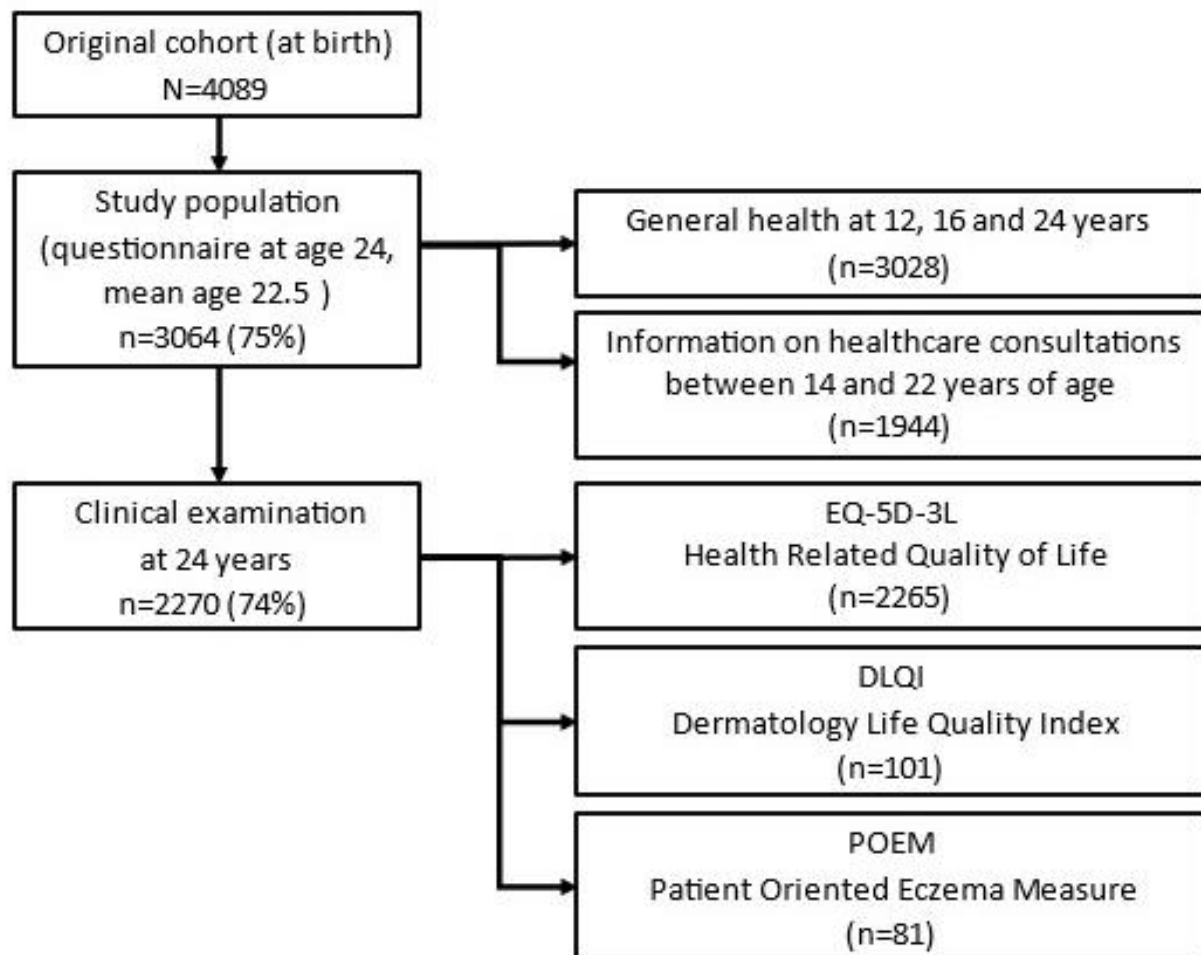 Original cohort (at birth)
N=4089
Study population
(questionnaire at age 24,
mean age 22.5 )
n=3064 (75%)
General health at 12, 16 and 24 years
(n=3028)
Information on healthcare consultations
between 14 and 22 years of age
(n=1944)
Clinical examination
at 24 years
n=2270 (74%)
EQ-5D-3L
Health Related Quality of Life
(n=2265)
DLQI
Dermatology Life Quality Index
(n=101)
POEM
Patient Oriented Eczema Measure
(n=81)